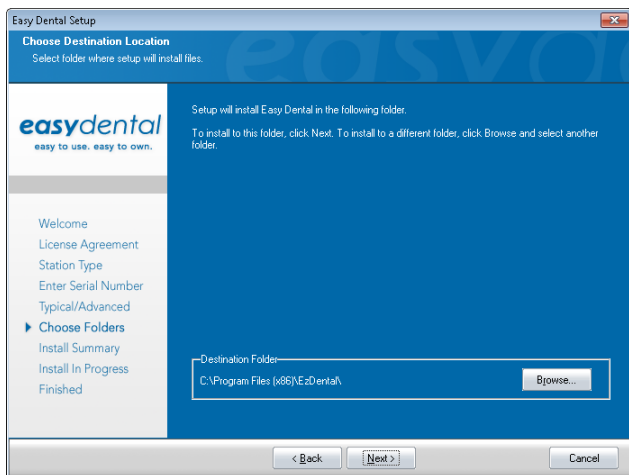 Easy Dental Setup
Choose Destination Location
Select folder where setup will install files.
easydental
easy to use. easy to own.
Setup will install Easy Dental in the following folder.
To install to this folder, click Next. To install to a different folder, click Browse and select another
folder.
Welcome
License Agreement
Station Type
Enter Serial Number
Typical/Advanced
Choose Folders
Install Summary
Install In Progress
Finished
Destination Folder
C:\Program Files (x86)\EzDental\
Browse...
< Back
Next >
Cancel